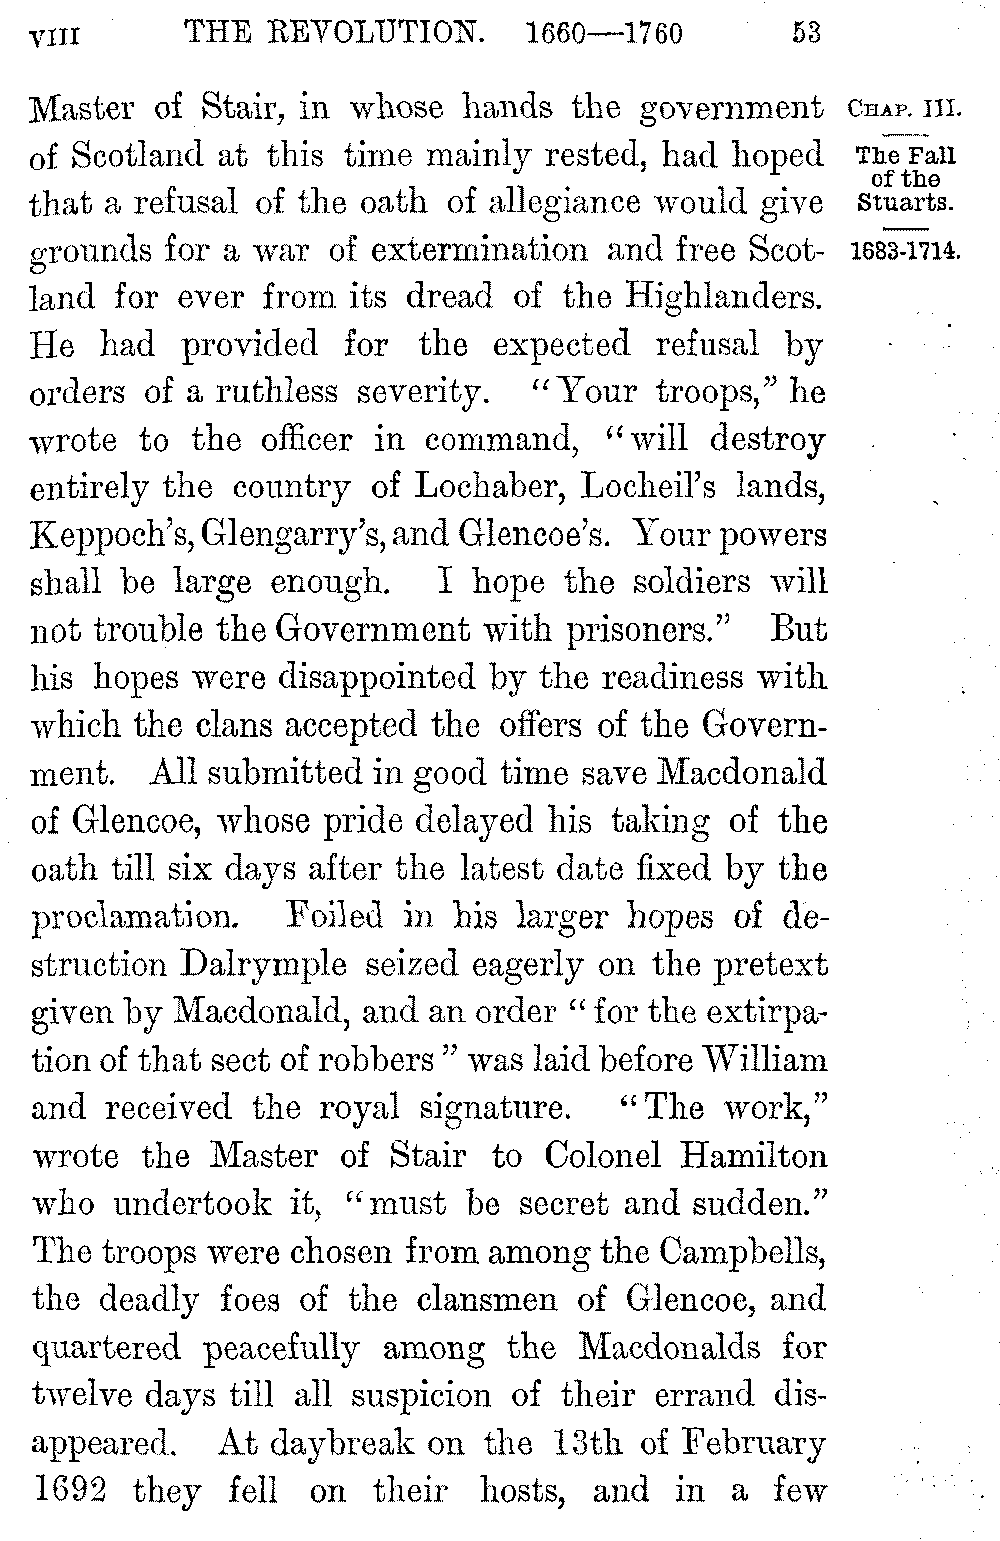 VIII THE REVOLUTION. 1660—1760 53
Master of Stair, in whose hands the government
of Scotland at this time mainly rested, had hoped
that a refusal of the oath of allegiance would give
grounds for a war of extermination and free Scot-
land for ever from its dread of the Highlanders.
He had provided for the expected refusal by
orders of a ruthless severity. “Your troops,” he
wrote to the officer in command, “will destroy
entirely the country of Lochaber, Locheil’s lands,
Keppoch’s, Glengarry’s, and Glencoe’s. Your powers
shall be large enough. I hope the soldiers will
not trouble the Government with prisoners.” But
his hopes were disappointed by the readiness with
which the clans accepted the offers of the Govern-
ment. All submitted in good time save Macdonald
of Glencoe, whose pride delayed his taking of the
oath till six days after the latest date fixed by the
proclamation. Foiled in his larger hopes of de-
struction Dalrymple seized eagerly on the pretext
given by Macdonald, and an order “for the extirpa-
tion of that sect of robbers” was laid before William
and received the royal signature. “The work,”
wrote the Master of Stair to Colonel Hamilton
who undertook it, “must be secret and sudden.”
The troops were chosen from among the Campbells,
the deadly foes of the clansmen of Glencoe, and
quartered peacefully among the Macdonalds for
twelve days till all suspicion of their errand dis-
appeared. At daybreak on the 13th of February
1692 they fell on their hosts, and in a few
CHAP. III.
The Fall
of the
Stuarts.
1683-1714.